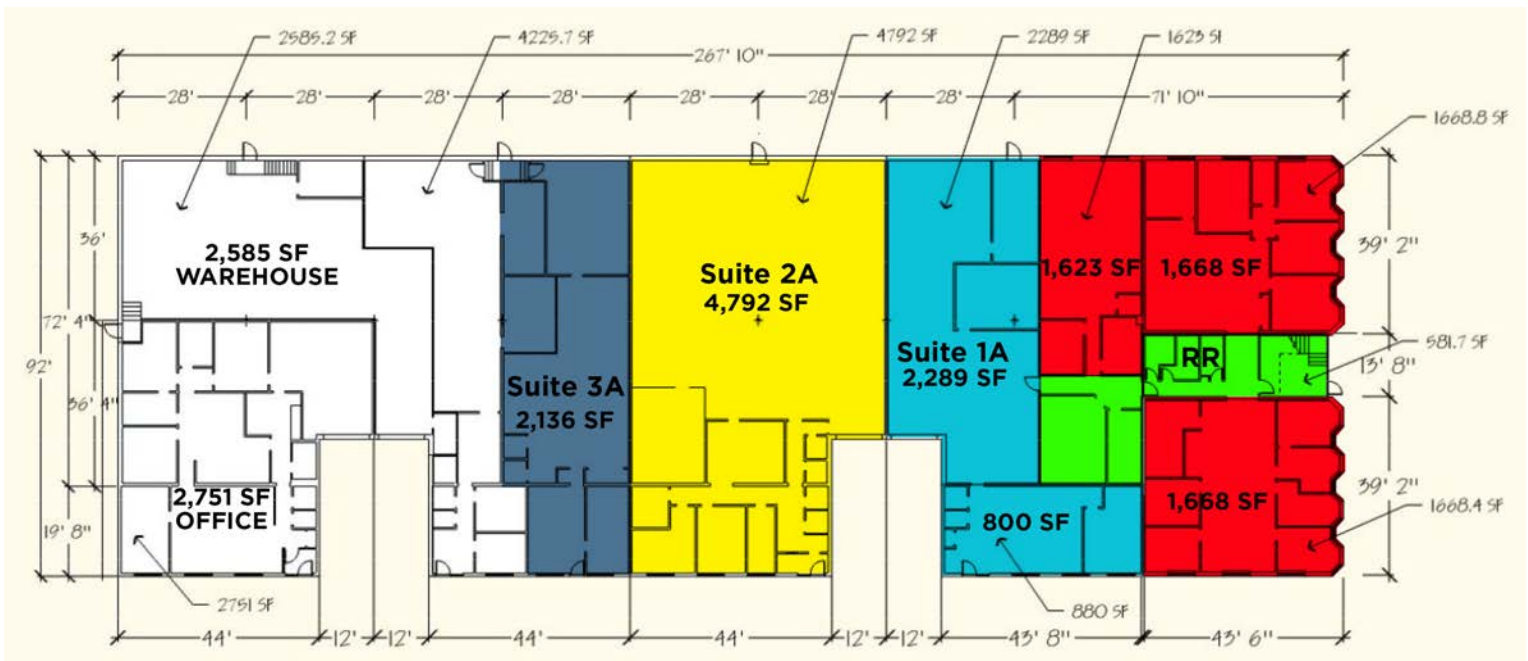 2585.2 SF
4225.7 SF
4792 SF
2289 SF
1623 SF
267' 10"
28'
28'
28'
28'
28'
28'
28'
71' 10"
1668.8 SF
36'
2,585 SF
WAREHOUSE
Suite 2A
4,792 SF
1,623 SF
1,668 SF
39' 2"
72' 4"
92'
36' 4"
Suite 3A
2,136 SF
Suite 1A
2,289 SF
RR
581.7 SF
13' 8"
2,751 SF
OFFICE
19' 8"
800 SF
1,668 SF
39' 2"
1668.4 SF
2751 SF
880 SF
44'
12'
12'
44'
44'
12'
12'
43' 8"
43' 6"